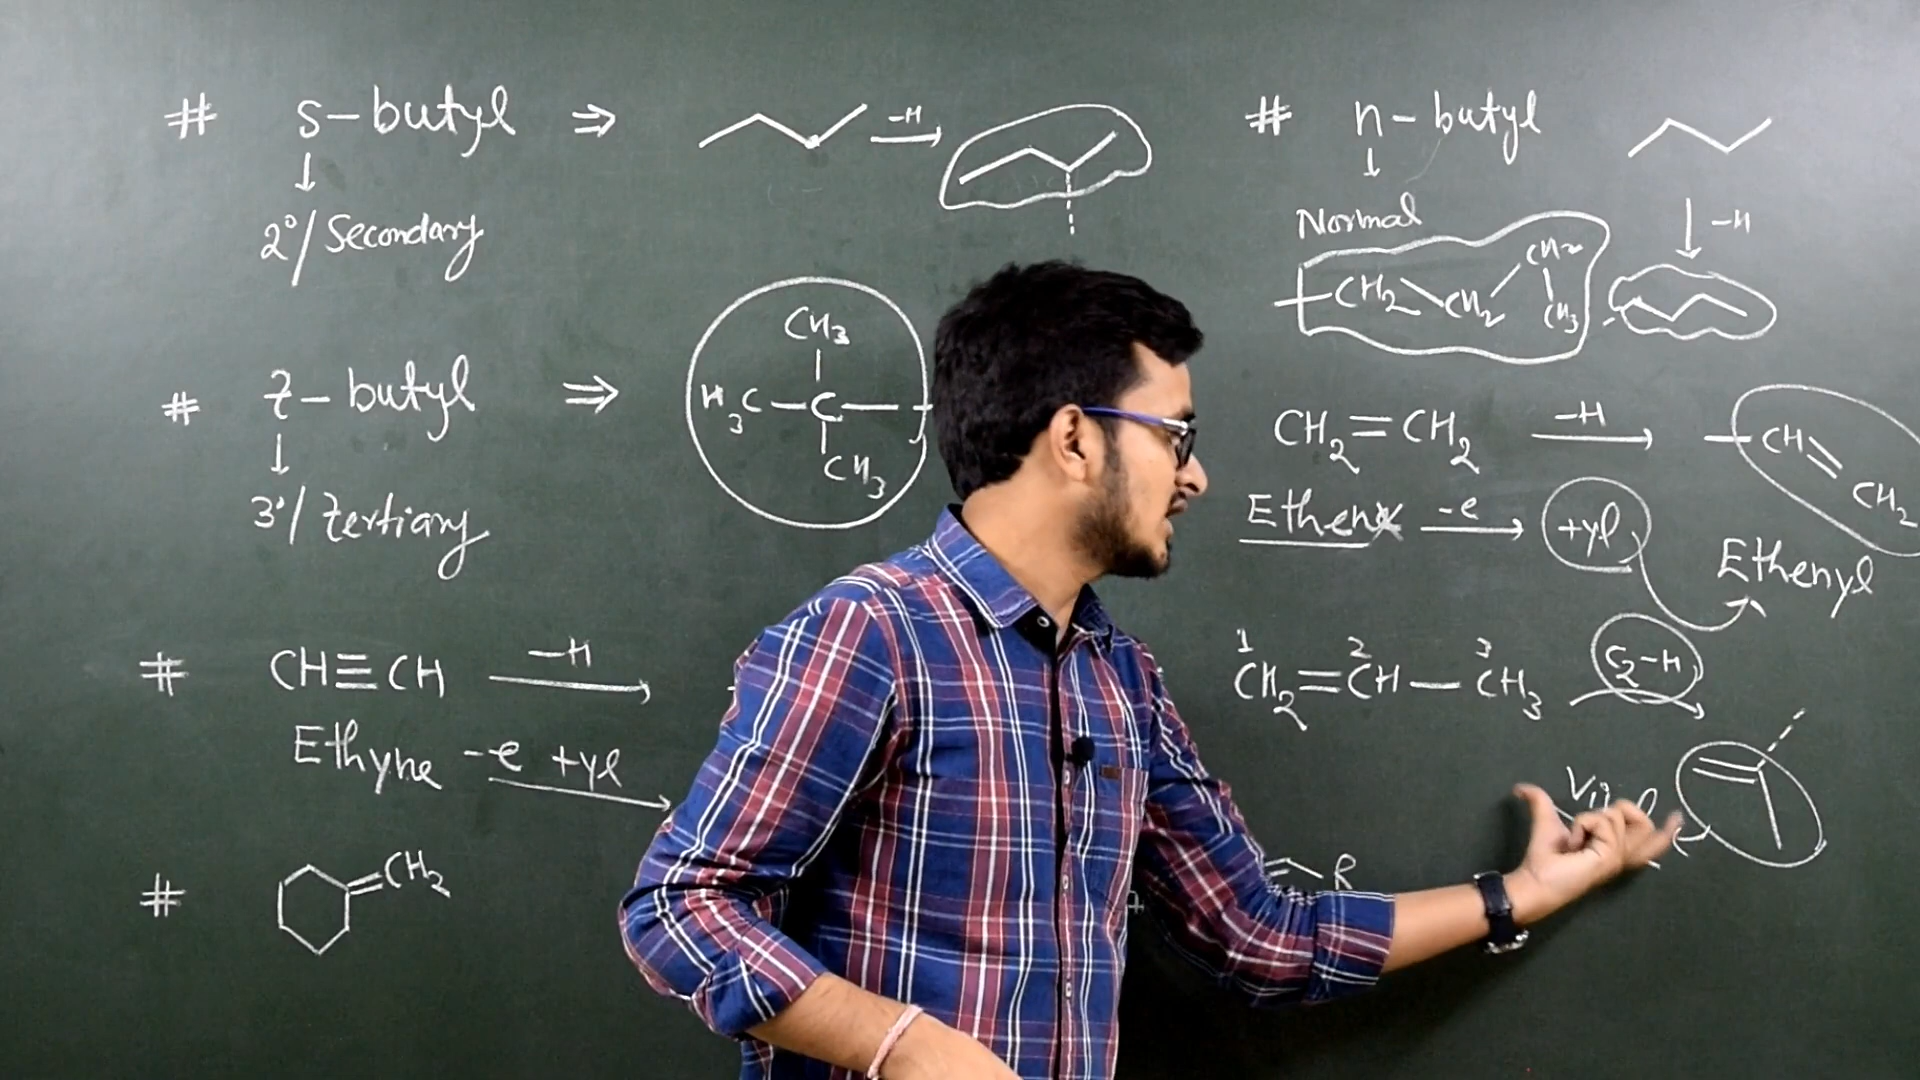 # s-butyl ⇒ -H
↓
2°/Secondary
# t-butyl ⇒
↓
3°/tertiary
CH₃
H₃C-C-
CH₃
# CH≡CH -H
Ethyne -e +yl
# =CH₂
# n-butyl
↓
Normal
-H
CH₂ CH₂ CH₂
CH₃
CH₂=CH₂ -H → -CH=CH₂
Ethene -e → +yl
Ethenyl
1 2 3
CH₂=CH-CH₃ C₂-H
R